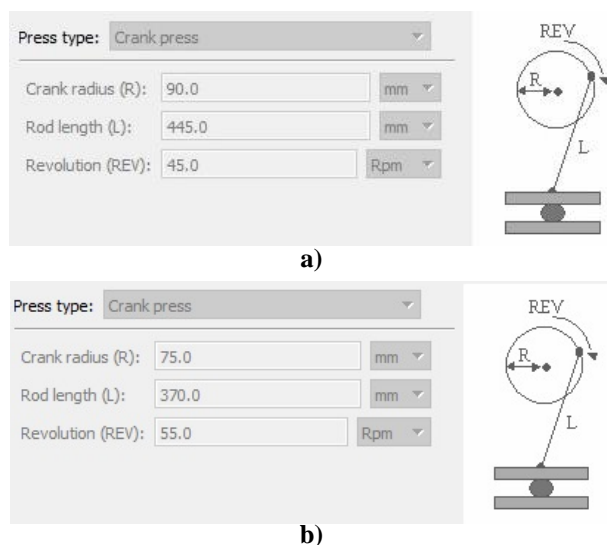 Press type: Crank press
Crank radius (R): 90.0 mm
Rod length (L): 445.0 mm
Revolution (REV): 45.0 Rpm
REV
R
L
a)
Press type: Crank press
Crank radius (R): 75.0 mm
Rod length (L): 370.0 mm
Revolution (REV): 55.0 Rpm
REV
R
L
b)